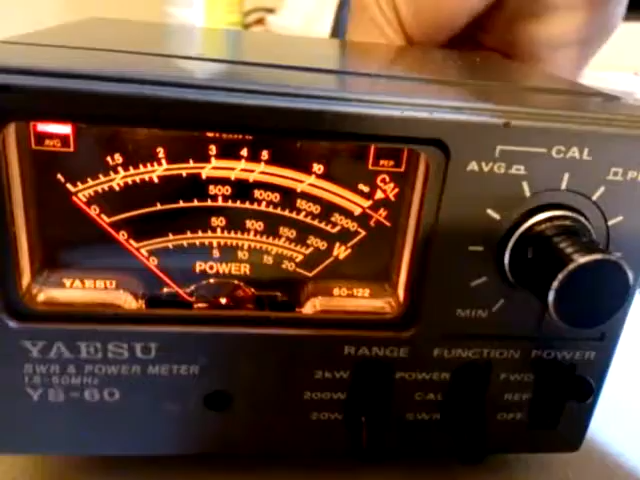 AVG
PEP
1 1.5 2 3 4 5 10 ∞
CAL
H
L
0 500 1000 1500 2000
0 50 100 150 200
W
0 5 10 15 20
POWER
YAESU
60-122
CAL
AVG
MIN
YAESU
SWR & POWER METER
1.8-60MHz
YS-60
RANGE FUNCTION POWER
2kW POWER FWD
200W CAL REF
20W SWR OFF